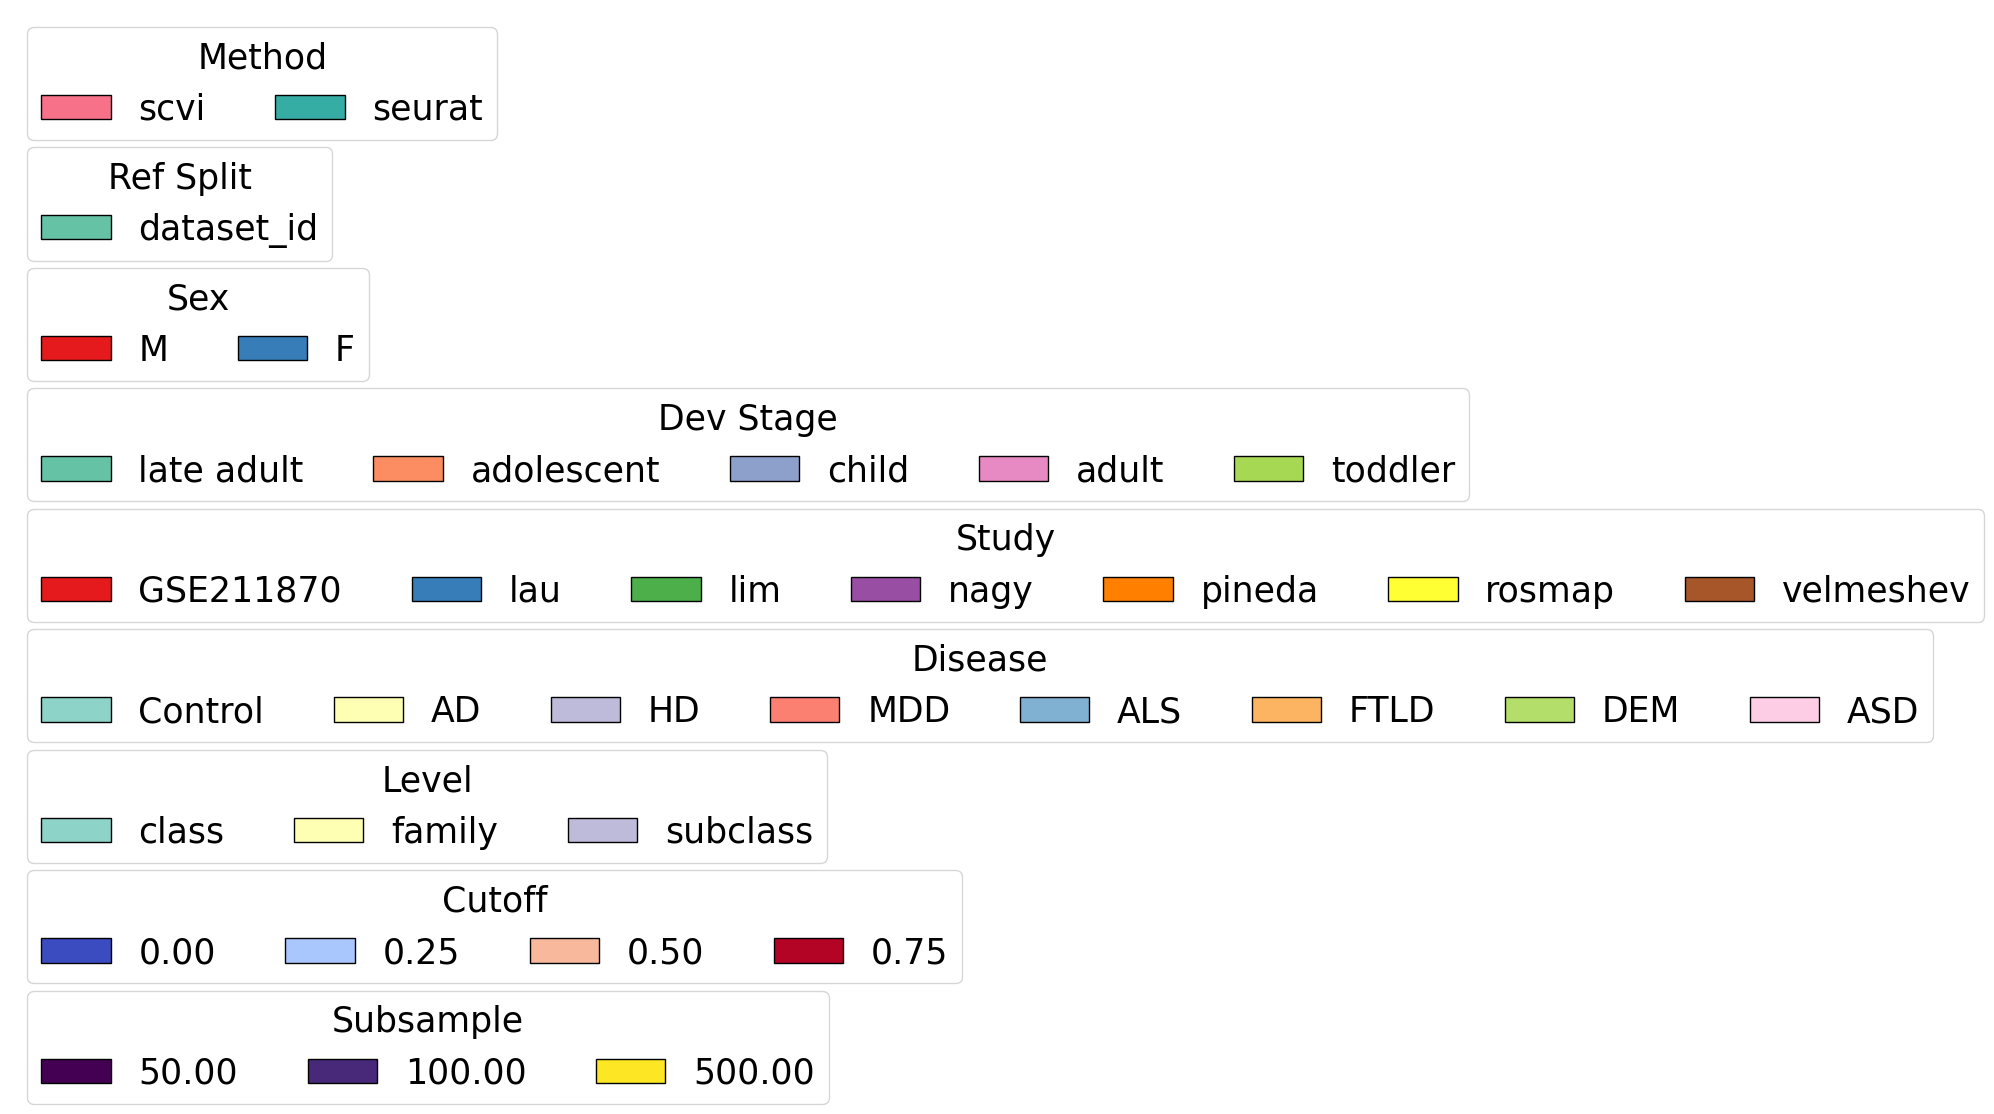 Method
scvi seurat
Ref Split
dataset_id
Sex
M F
Dev Stage
late adult adolescent child adult toddler
Study
GSE211870 lau lim nagy pineda rosmap velmeshev
Disease
Control AD HD MDD ALS FTLD DEM ASD
Level
class family subclass
Cutoff
0.00 0.25 0.50 0.75
Subsample
50.00 100.00 500.00